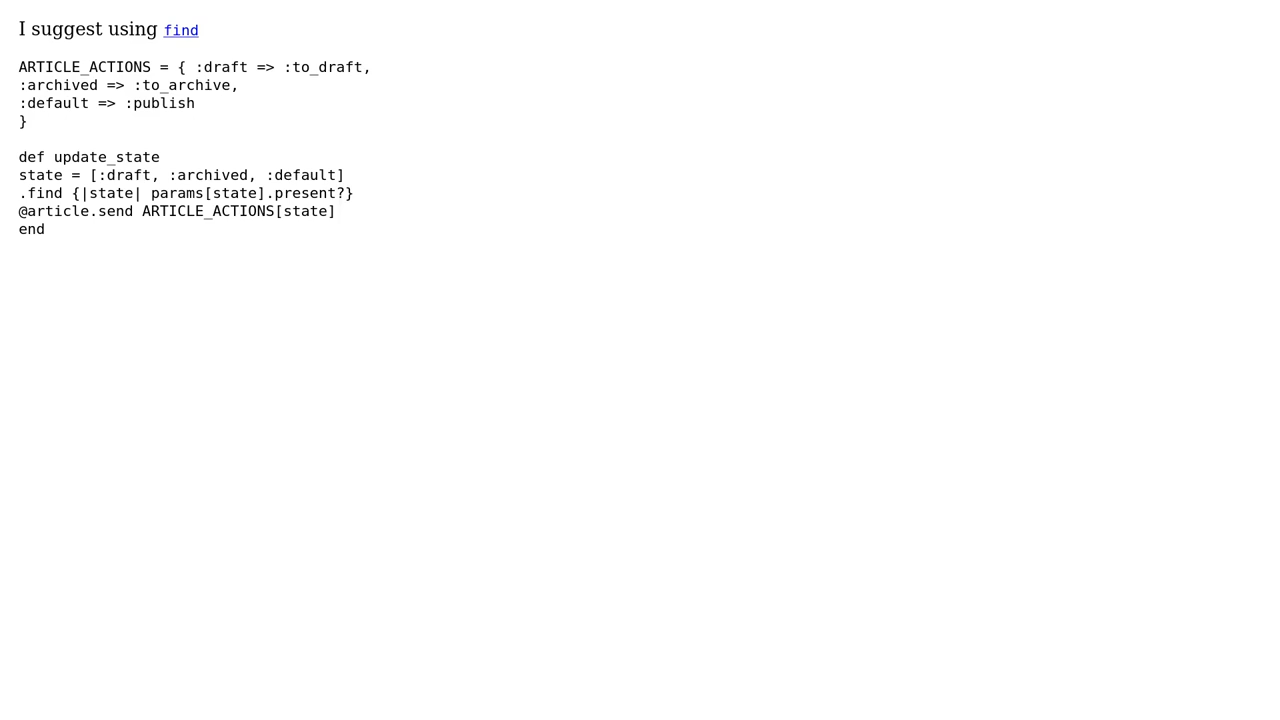 I suggest using find
ARTICLE_ACTIONS = { :draft => :to_draft,
:archived => :to_archive,
:default => :publish
}
def update_state
state = [:draft, :archived, :default]
.find {|state| params[state].present?}
@article.send ARTICLE_ACTIONS[state]
end